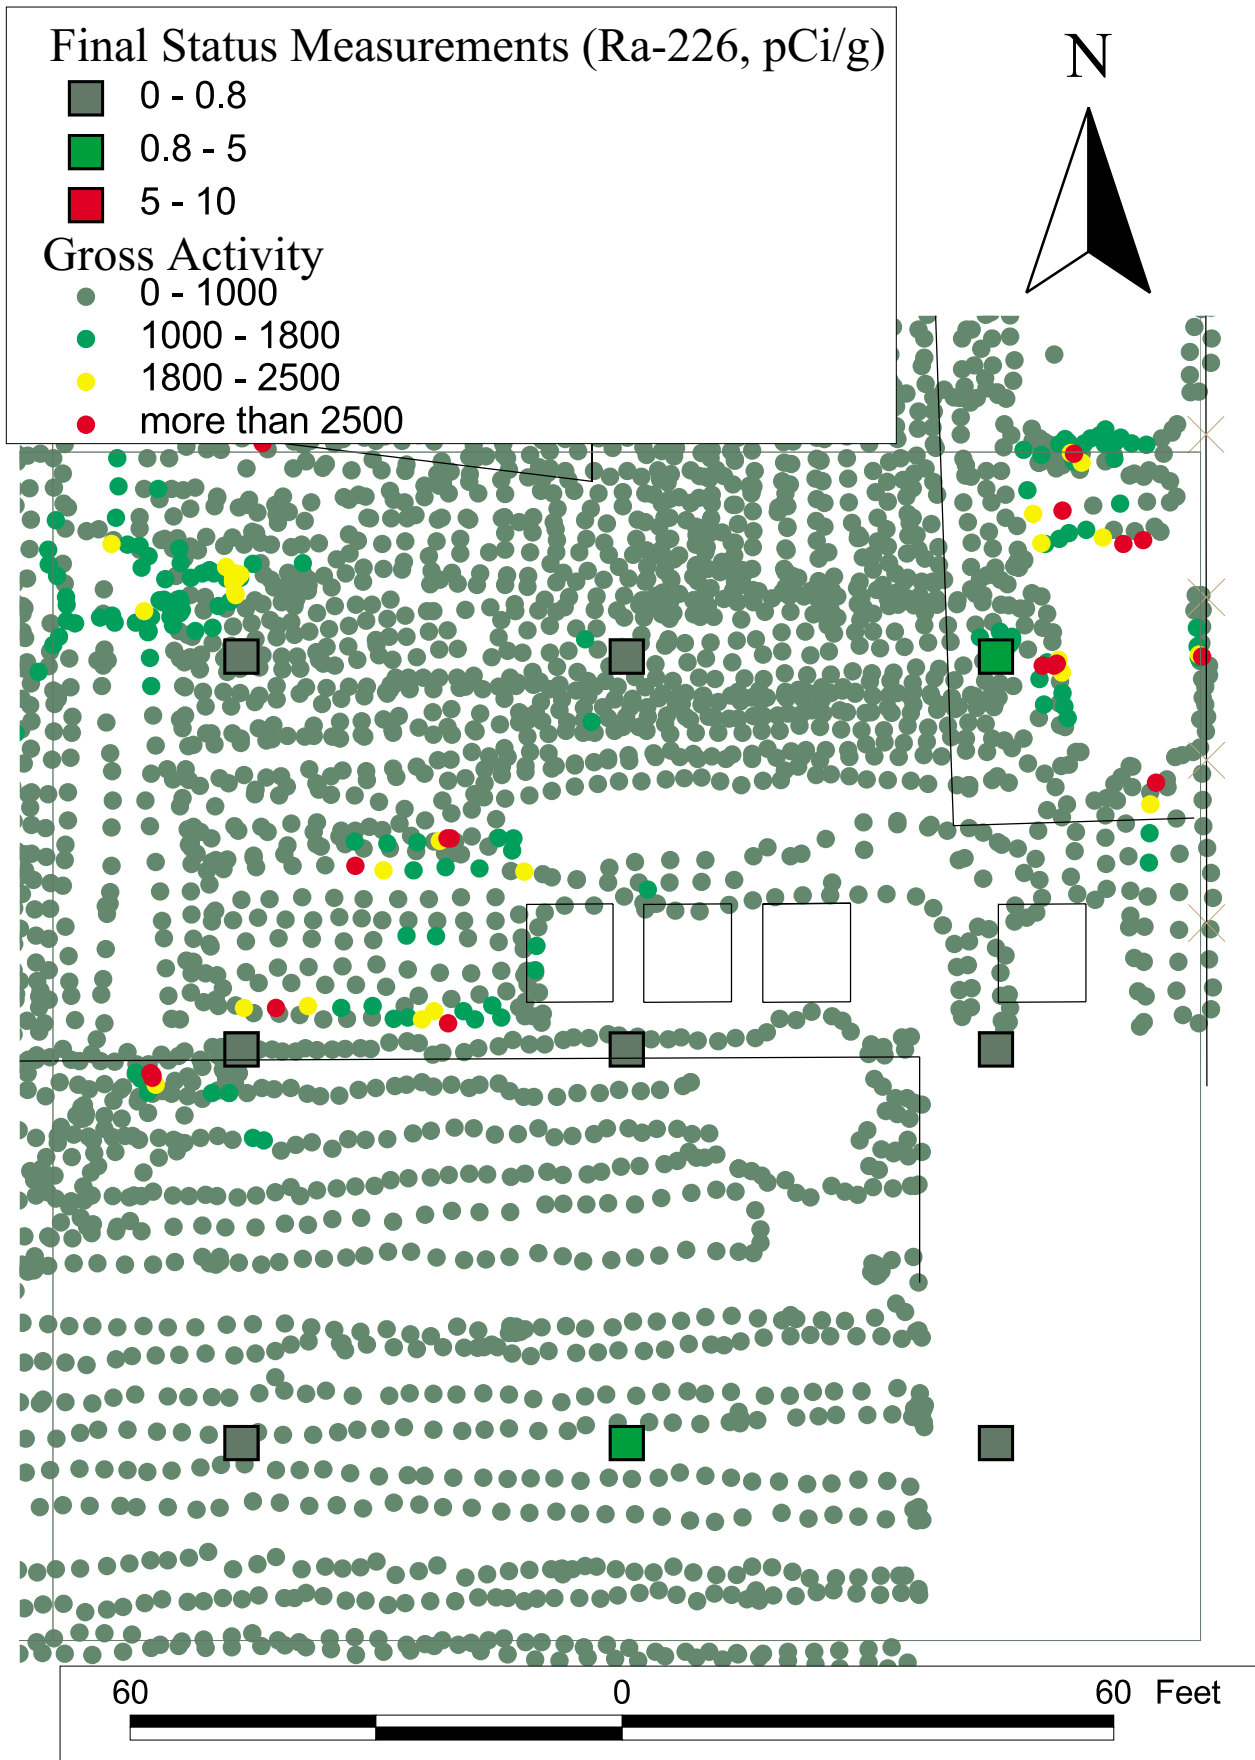 Final Status Measurements (Ra-226, pCi/g)
0 - 0.8
0.8 - 5
5 - 10
Gross Activity
0 - 1000
1000 - 1800
1800 - 2500
more than 2500
N
60 0 60 Feet